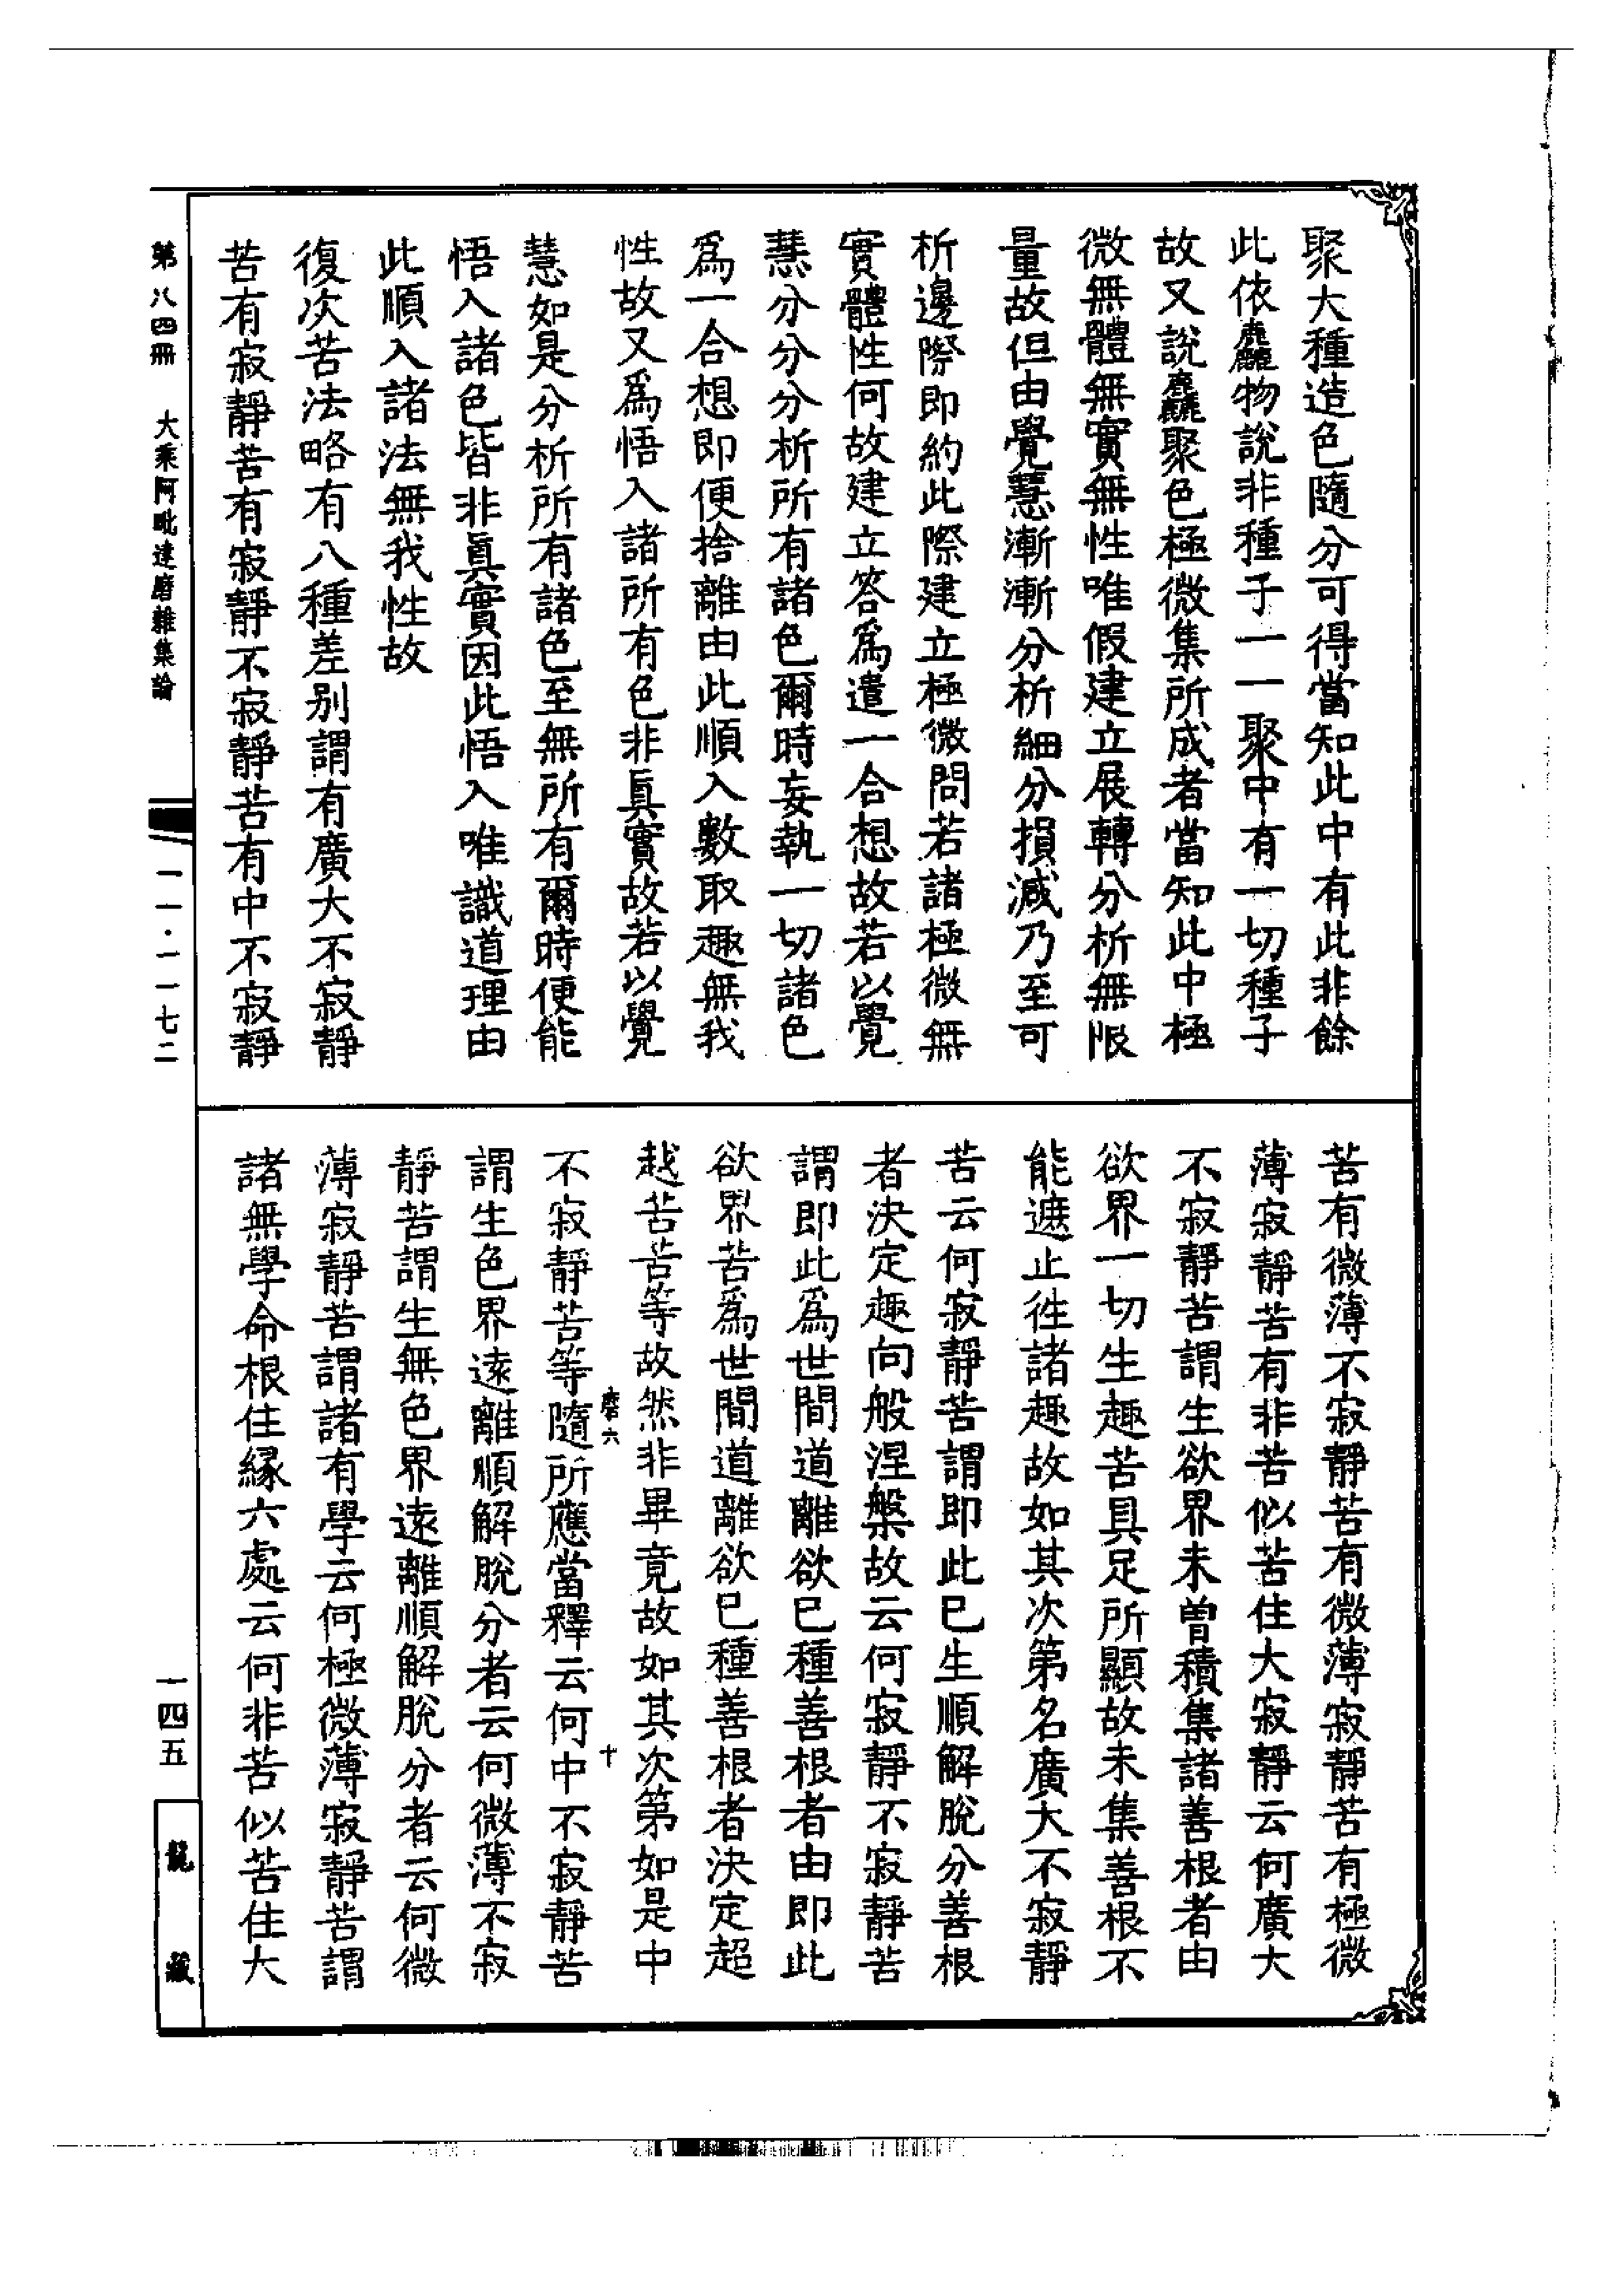 聚大種造色隨分可得當知此中有此非餘
此依麤物說非種子一一聚中有一切種子
故又說麤聚色極微集所成者當知此中極
微無體無實無性唯假建立展轉分析無限
量故但由覺慧漸漸分析細分損減乃至可
析邊際即約此際建立極微問若諸極微無
實體性何故建立答爲遣一合想故若以覺
慧分分分析所有諸色爾時妄執一切諸色
爲一合想即便捨離由此順入數取趣無我
性故又爲悟入諸所有色非眞實故若以覺
慧如是分析所有諸色至無所有爾時便能
悟入諸色皆非眞實因此悟入唯識道理由
此順入諸法無我性故
復次苦法略有八種差別謂有廣大不寂靜
苦有寂靜苦有寂靜不寂靜苦有中不寂靜
苦有微薄不寂靜苦有微薄寂靜苦有極微
薄寂靜苦有非苦似苦住大寂靜云何廣大
不寂靜苦謂生欲界未曾積集諸善根者由
欲界一切生趣苦具足所顯故未集善根不
能遮止徃諸趣故如其次第名廣大不寂靜
苦云何寂靜苦謂即此已生順解脫分善根
者決定趣向般涅槃故云何寂靜不寂靜苦
謂即此爲世間道離欲已種善根者由即此
欲界苦爲世間道離欲已種善根者決定超
越苦苦等故然非畢竟故如其次第如是中
磨六 十
不寂靜苦等隨所應當釋云何中不寂靜苦
謂生色界遠離順解脫分者云何微薄不寂
靜苦謂生無色界遠離順解脫分者云何微
薄寂靜苦謂諸有學云何極微薄寂靜苦謂
諸無學命根住緣六處云何非苦似苦住大
第八四冊 大乘阿毗達磨雜集論
一一·一一七二
一四五
龍藏